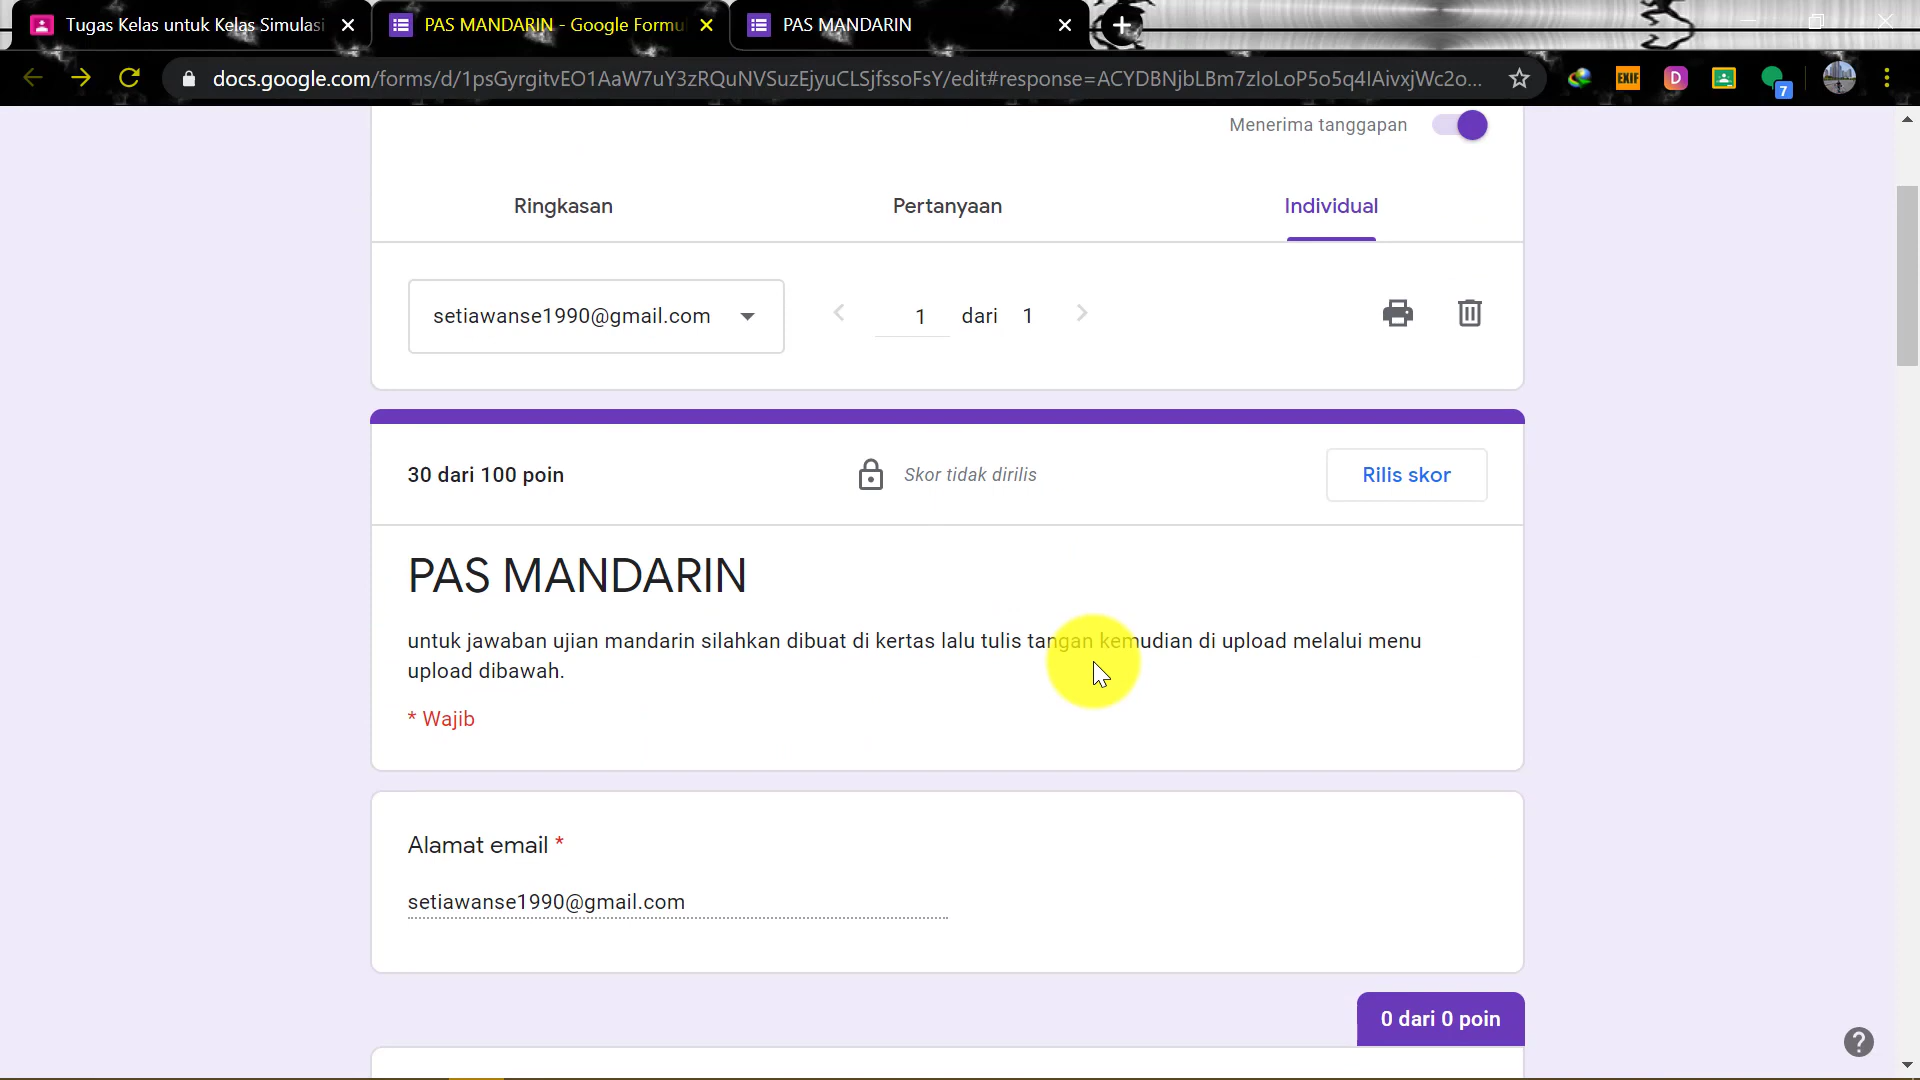 Tugas Kelas untuk Kelas Simulasi
PAS MANDARIN - Google Formu
PAS MANDARIN
docs.google.com/forms/d/1psGyrgitvEO1AaW7uY3zRQuNVSuzEjyuCLSjfssoFsY/edit#response=ACYDBNjbLBm7zIoLoP5o5q4IAivxjWc2o...
EXIF
D
7
Menerima tanggapan
Ringkasan
Pertanyaan
Individual
setiawanse1990@gmail.com
1 dari 1
30 dari 100 poin
Skor tidak dirilis
Rilis skor
PAS MANDARIN
untuk jawaban ujian mandarin silahkan dibuat di kertas lalu tulis tangan kemudian di upload melalui menu
upload dibawah.
* Wajib
Alamat email *
setiawanse1990@gmail.com
0 dari 0 poin